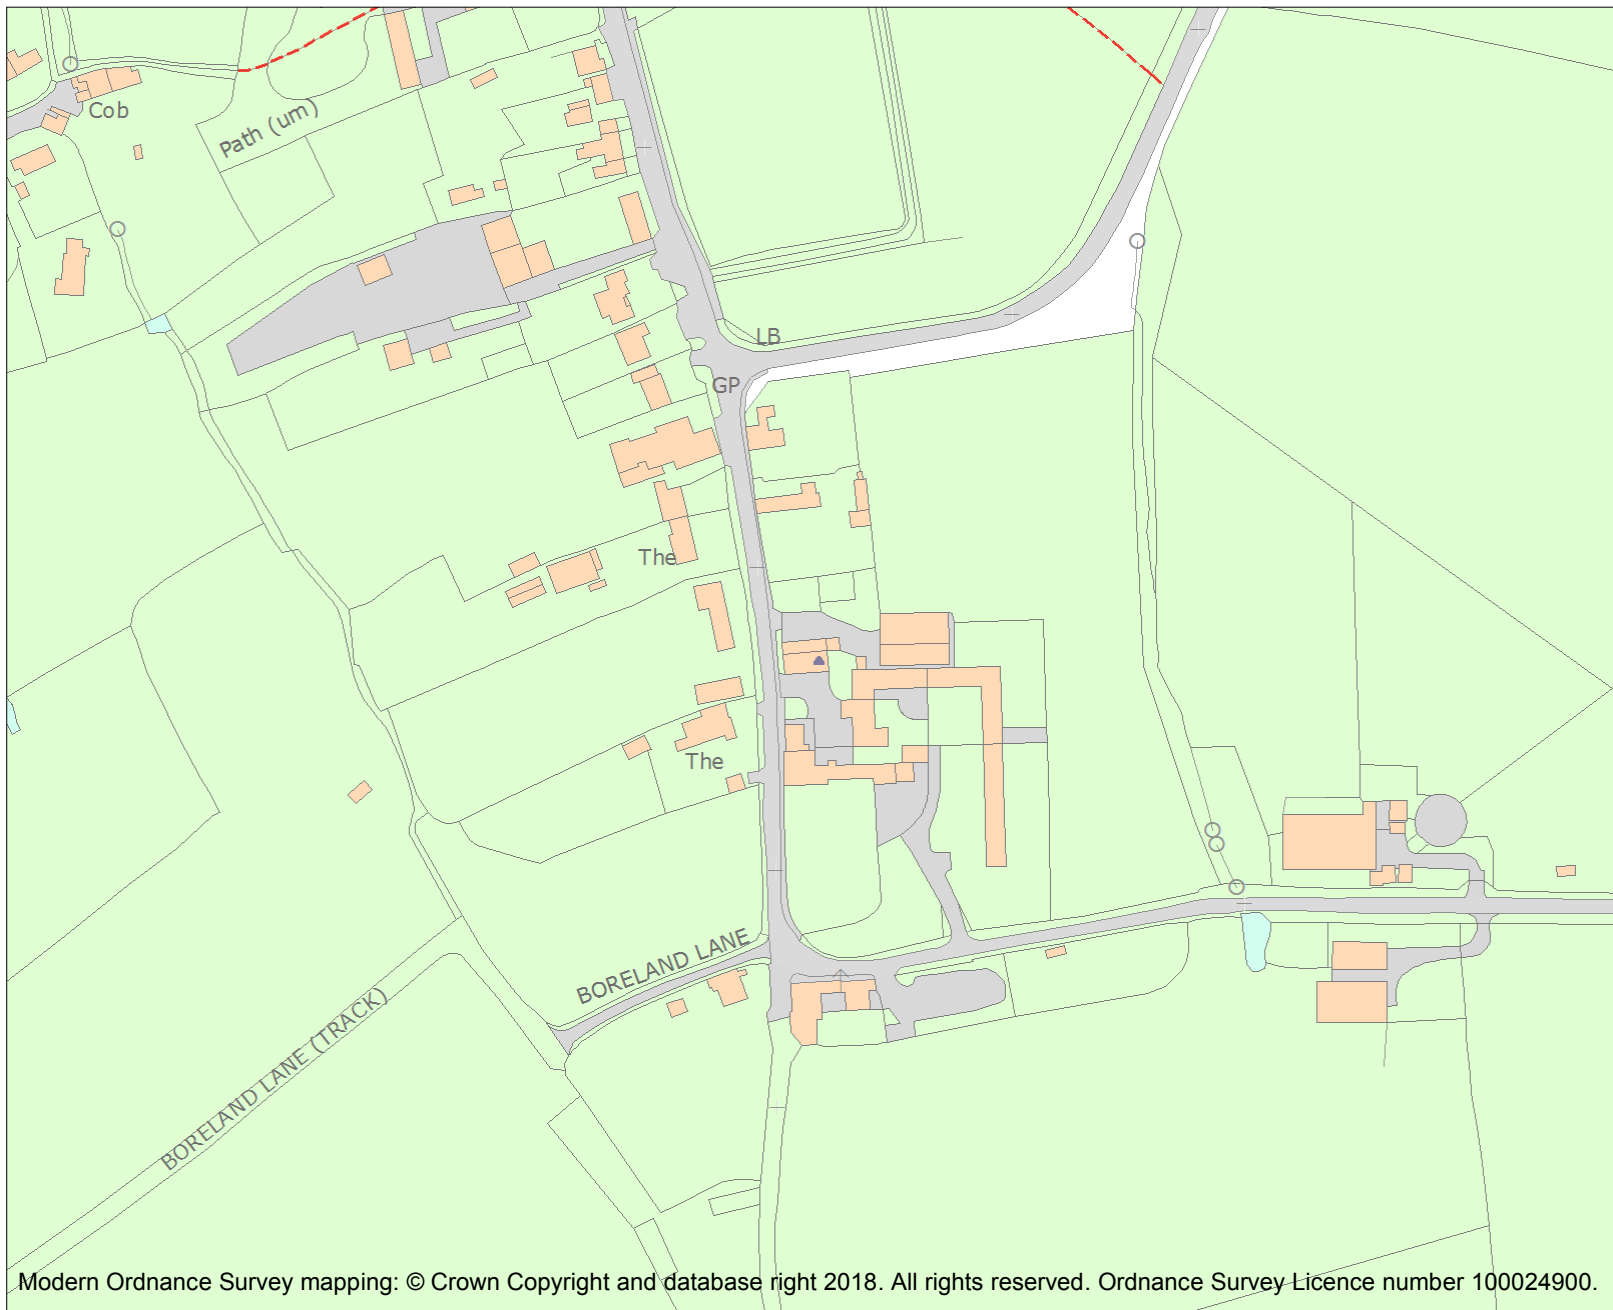 Cob
Path (um)
LB
GP
The
The
BORELAND LANE
BORELAND LANE (TRACK)
Modern Ordnance Survey mapping: © Crown Copyright and database right 2018. All rights reserved. Ordnance Survey Licence number 100024900.